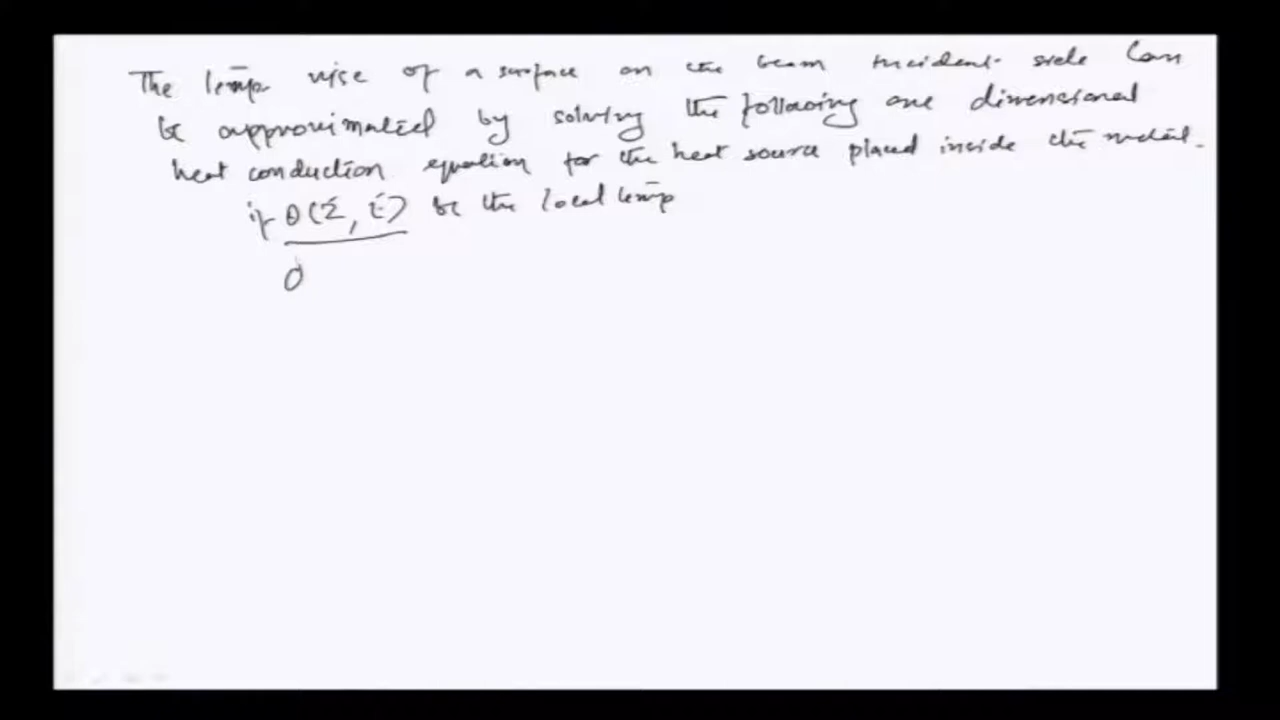 The temp rise of a surface on the beam incident side can
be approximated by solving the following one dimensional
heat conduction equation for the heat source placed inside the metal.
if θ(Z, t) be the local temp
θ